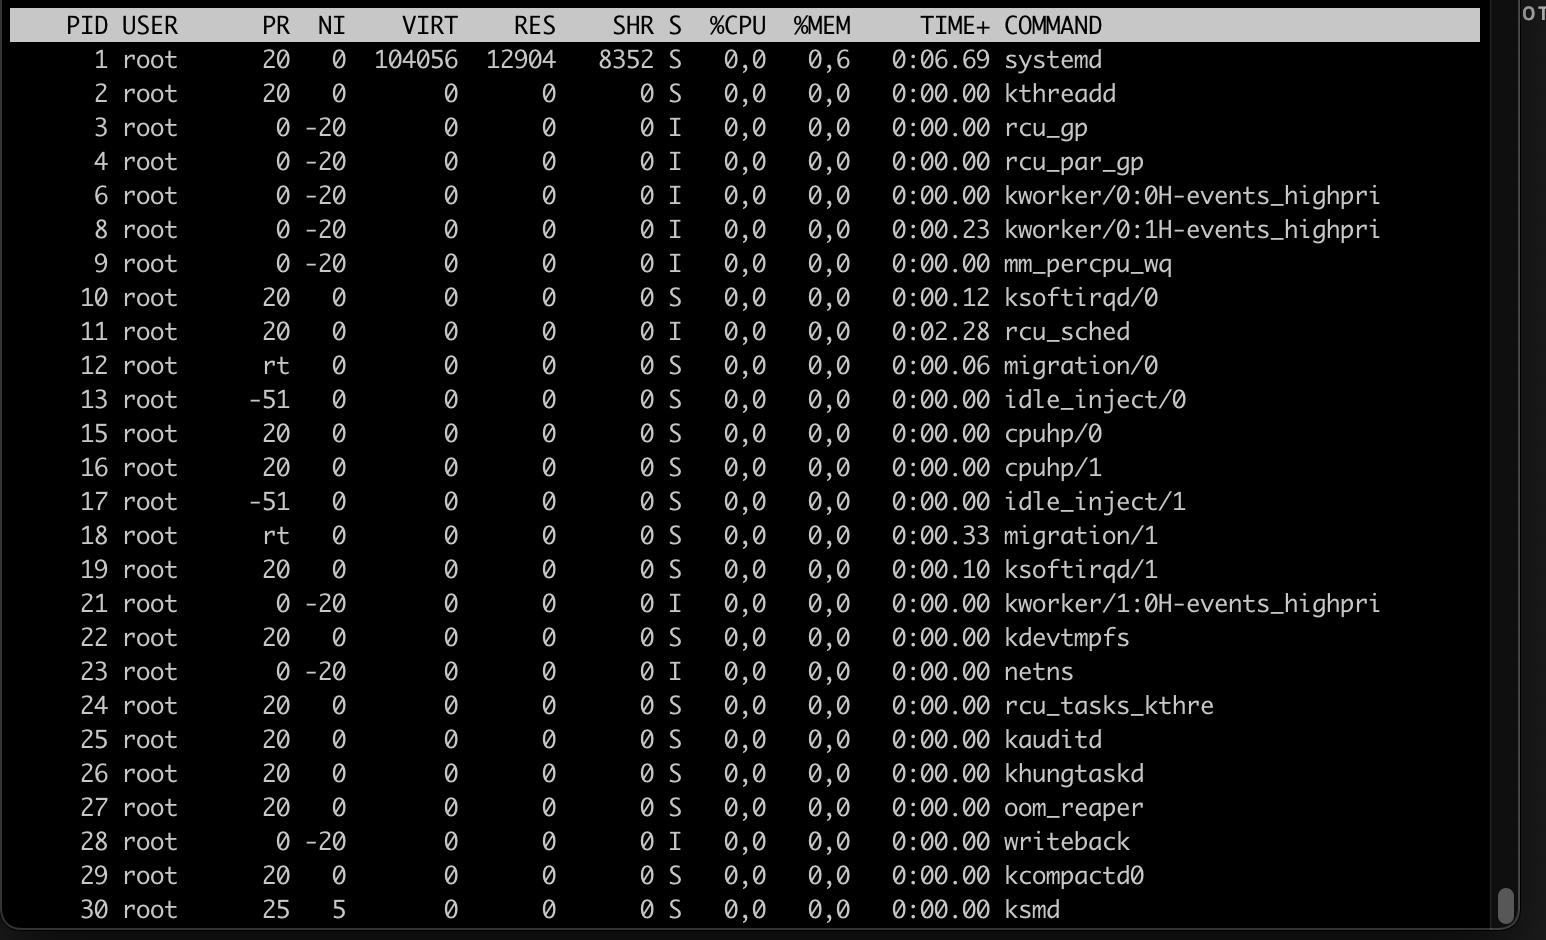 PID USER PR NI VIRT RES SHR S %CPU %MEM TIME+ COMMAND
1 root 20 0 104056 12904 8352 S 0,0 0,6 0:06.69 systemd
2 root 20 0 0 0 0 S 0,0 0,0 0:00.00 kthreadd
3 root 0 -20 0 0 0 I 0,0 0,0 0:00.00 rcu_gp
4 root 0 -20 0 0 0 I 0,0 0,0 0:00.00 rcu_par_gp
6 root 0 -20 0 0 0 I 0,0 0,0 0:00.00 kworker/0:0H-events_highpri
8 root 0 -20 0 0 0 I 0,0 0,0 0:00.23 kworker/0:1H-events_highpri
9 root 0 -20 0 0 0 I 0,0 0,0 0:00.00 mm_percpu_wq
10 root 20 0 0 0 0 S 0,0 0,0 0:00.12 ksoftirqd/0
11 root 20 0 0 0 0 I 0,0 0,0 0:02.28 rcu_sched
12 root rt 0 0 0 0 S 0,0 0,0 0:00.06 migration/0
13 root -51 0 0 0 0 S 0,0 0,0 0:00.00 idle_inject/0
15 root 20 0 0 0 0 S 0,0 0,0 0:00.00 cpuhp/0
16 root 20 0 0 0 0 S 0,0 0,0 0:00.00 cpuhp/1
17 root -51 0 0 0 0 S 0,0 0,0 0:00.00 idle_inject/1
18 root rt 0 0 0 0 S 0,0 0,0 0:00.33 migration/1
19 root 20 0 0 0 0 S 0,0 0,0 0:00.10 ksoftirqd/1
21 root 0 -20 0 0 0 I 0,0 0,0 0:00.00 kworker/1:0H-events_highpri
22 root 20 0 0 0 0 S 0,0 0,0 0:00.00 kdevtmpfs
23 root 0 -20 0 0 0 I 0,0 0,0 0:00.00 netns
24 root 20 0 0 0 0 S 0,0 0,0 0:00.00 rcu_tasks_kthre
25 root 20 0 0 0 0 S 0,0 0,0 0:00.00 kauditd
26 root 20 0 0 0 0 S 0,0 0,0 0:00.00 khungtaskd
27 root 20 0 0 0 0 S 0,0 0,0 0:00.00 oom_reaper
28 root 0 -20 0 0 0 I 0,0 0,0 0:00.00 writeback
29 root 20 0 0 0 0 S 0,0 0,0 0:00.00 kcompactd0
30 root 25 5 0 0 0 S 0,0 0,0 0:00.00 ksmd